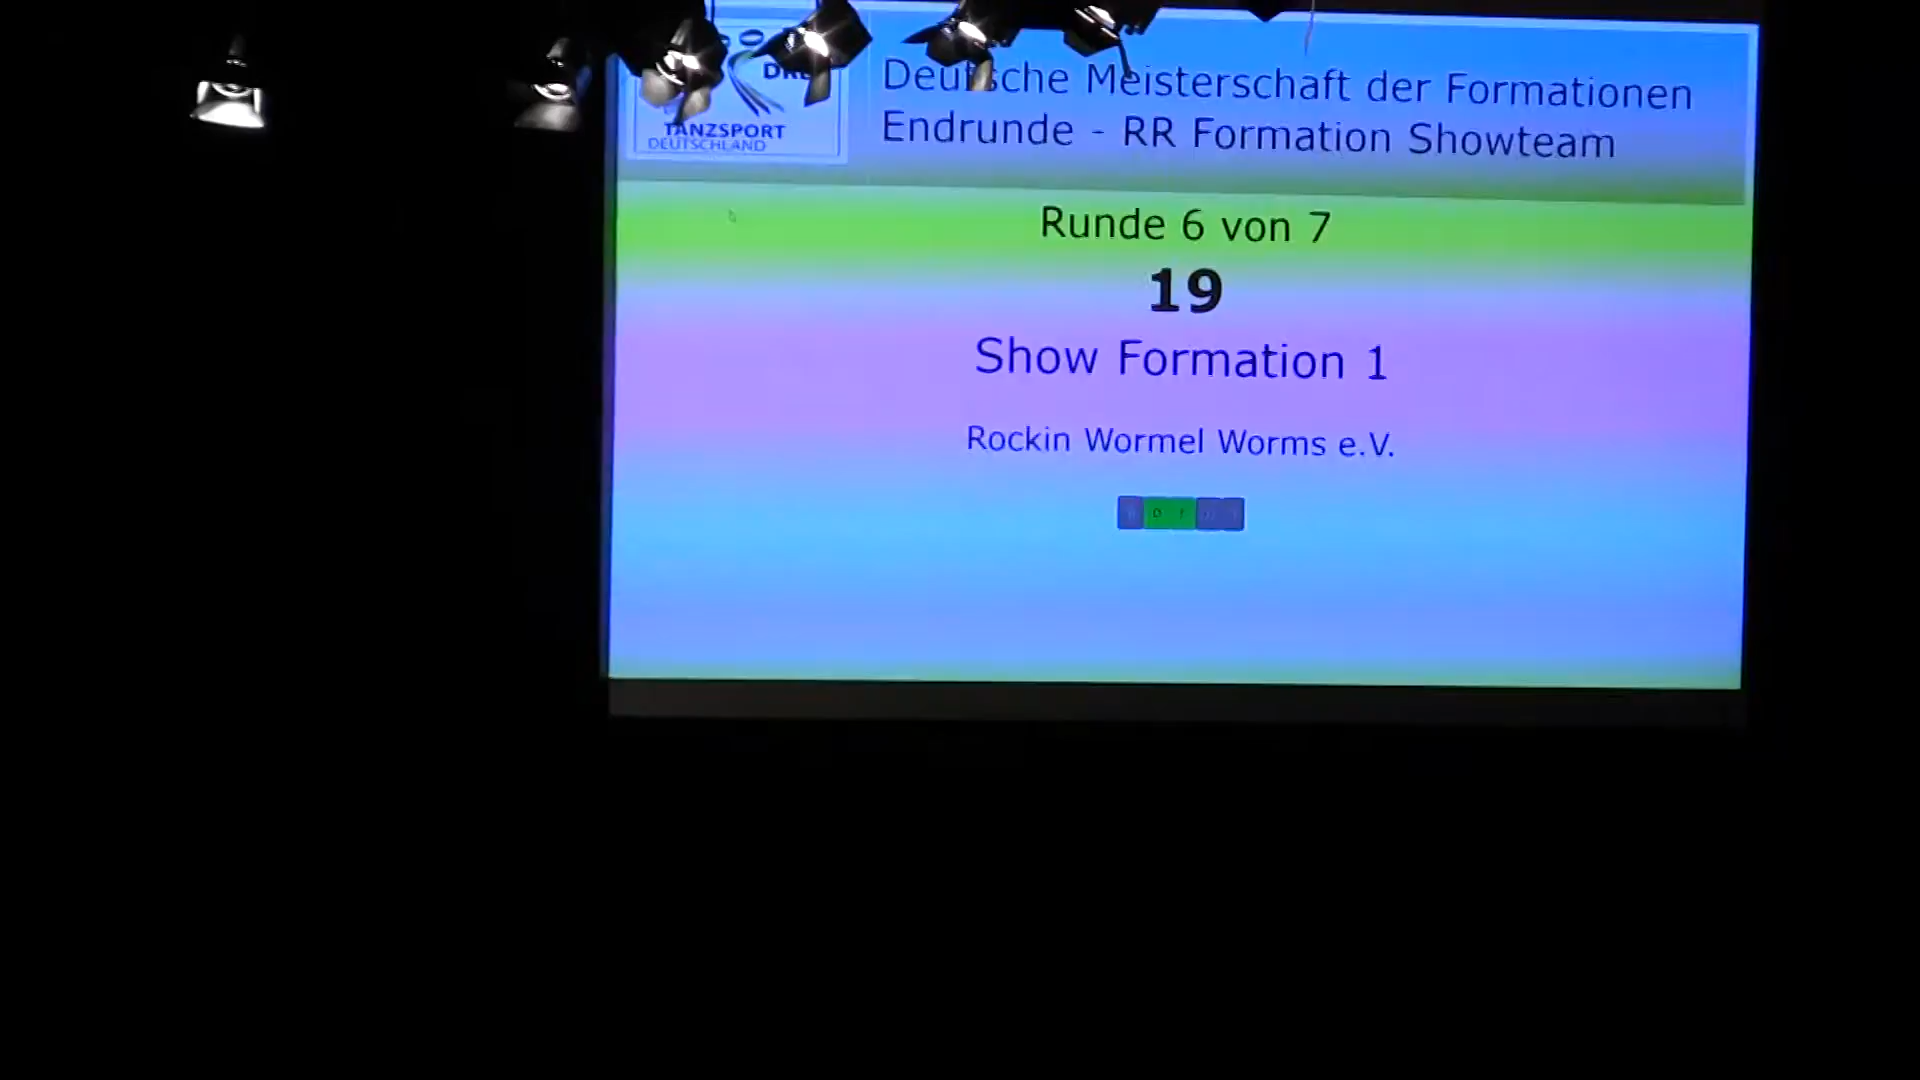 TANZSPORT
DEUTSCHLAND
Deutsche Meisterschaft der Formationen
Endrunde - RR Formation Showteam
Runde 6 von 7
19
Show Formation 1
Rockin Wormel Worms e.V.